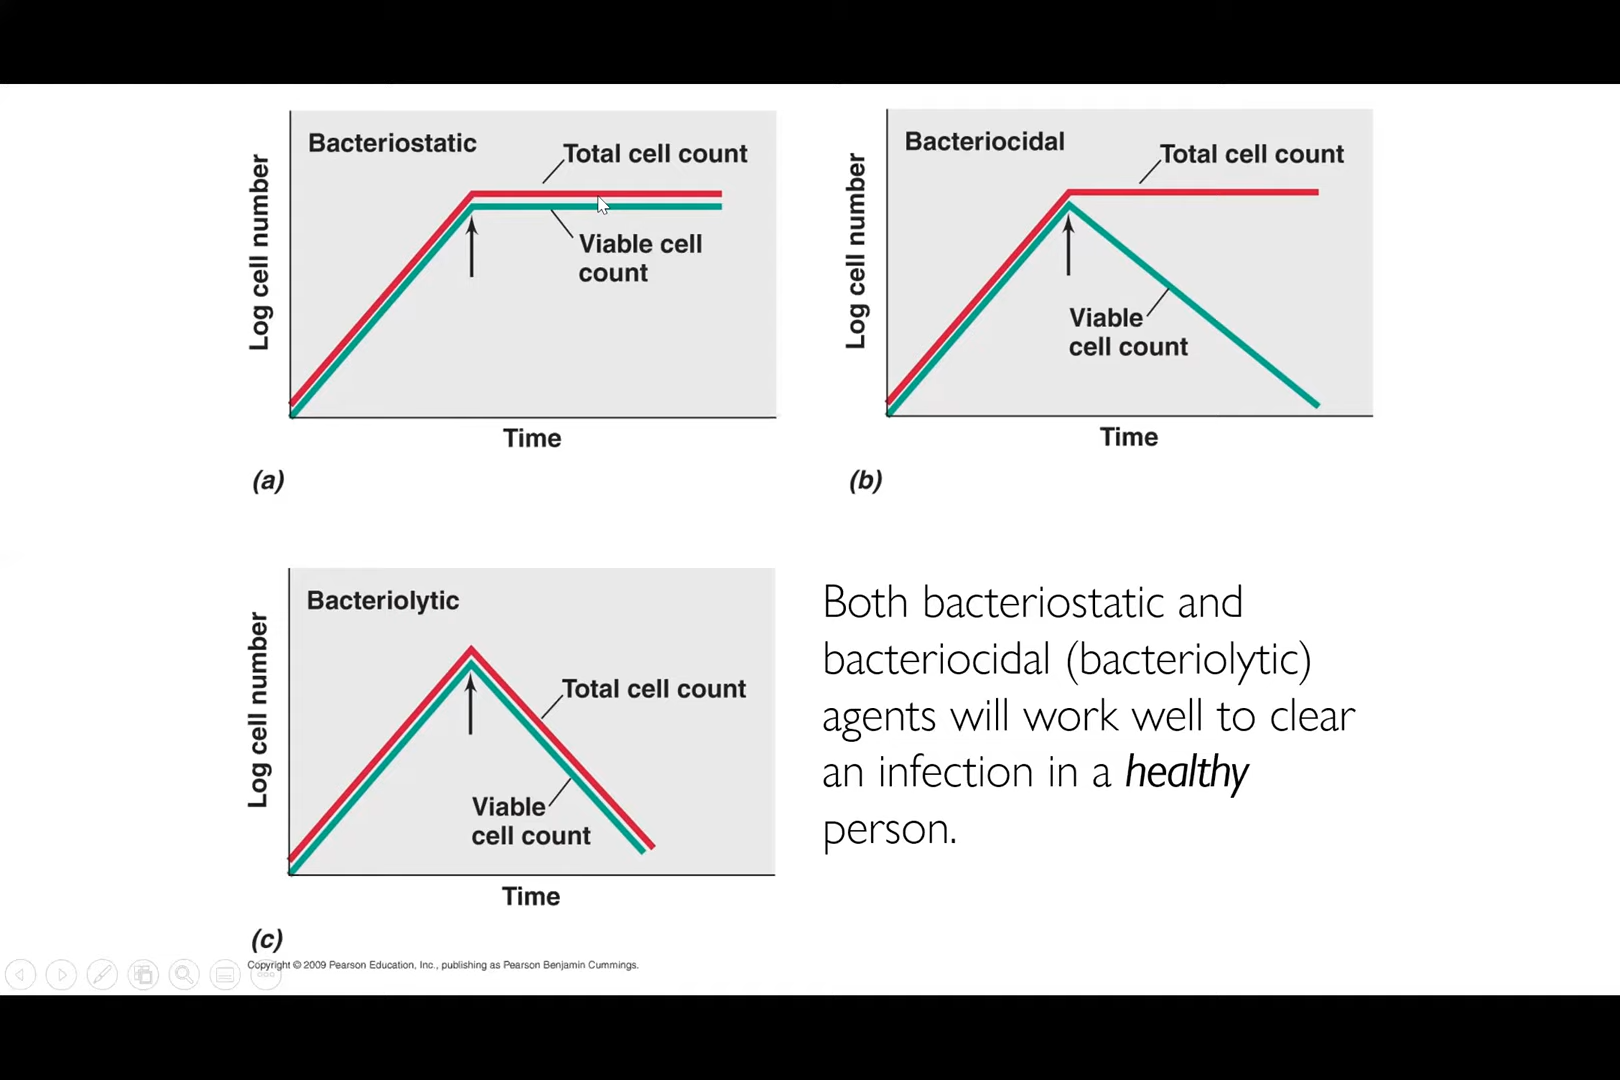 Bacteriostatic
Total cell count
Viable cell
count
Log cell number
Time
(a)
Bacteriocidal
Total cell count
Viable
cell count
Log cell number
Time
(b)
Bacteriolytic
Total cell count
Viable
cell count
Log cell number
Time
(c)
Both bacteriostatic and
bacteriocidal (bacteriolytic)
agents will work well to clear
an infection in a healthy
person.
Copyright © 2009 Pearson Education, Inc., publishing as Pearson Benjamin Cummings.